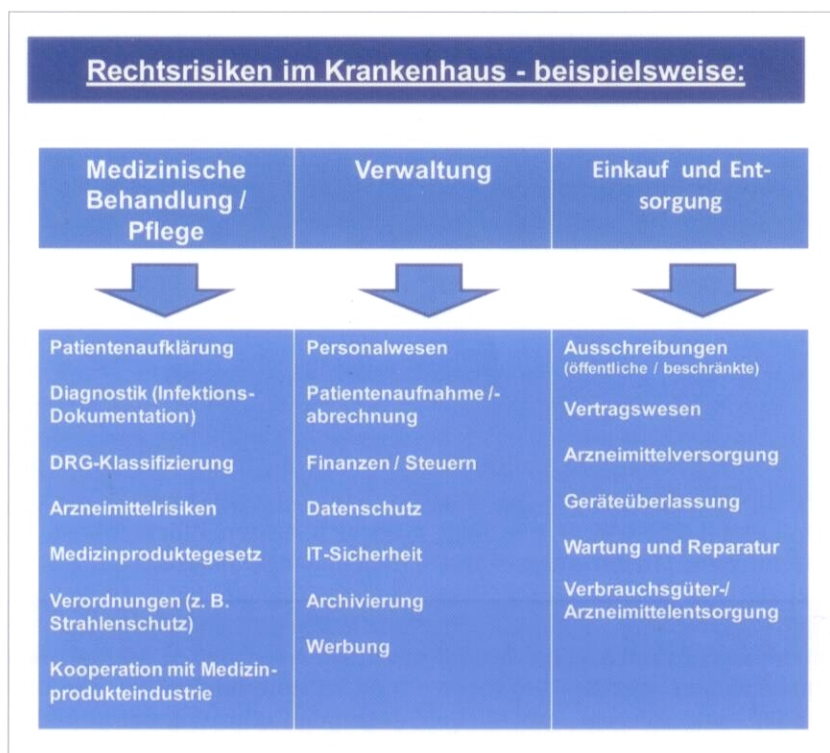 Rechtsrisiken im Krankenhaus - beispielsweise:
Medizinische
Behandlung /
Pflege
Verwaltung
Einkauf und Ent-
sorgung
Patientenaufklärung
Diagnostik (Infektions-
Dokumentation)
DRG-Klassifizierung
Arzneimittelrisiken
Medizinproduktegesetz
Verordnungen (z. B.
Strahlenschutz)
Kooperation mit Medizin-
produkteindustrie
Personalwesen
Patientenaufnahme /-
abrechnung
Finanzen / Steuern
Datenschutz
IT-Sicherheit
Archivierung
Werbung
Ausschreibungen
(öffentliche / beschränkte)
Vertragswesen
Arzneimittelversorgung
Geräteüberlassung
Wartung und Reparatur
Verbrauchsgüter-/
Arzneimittelentsorgung